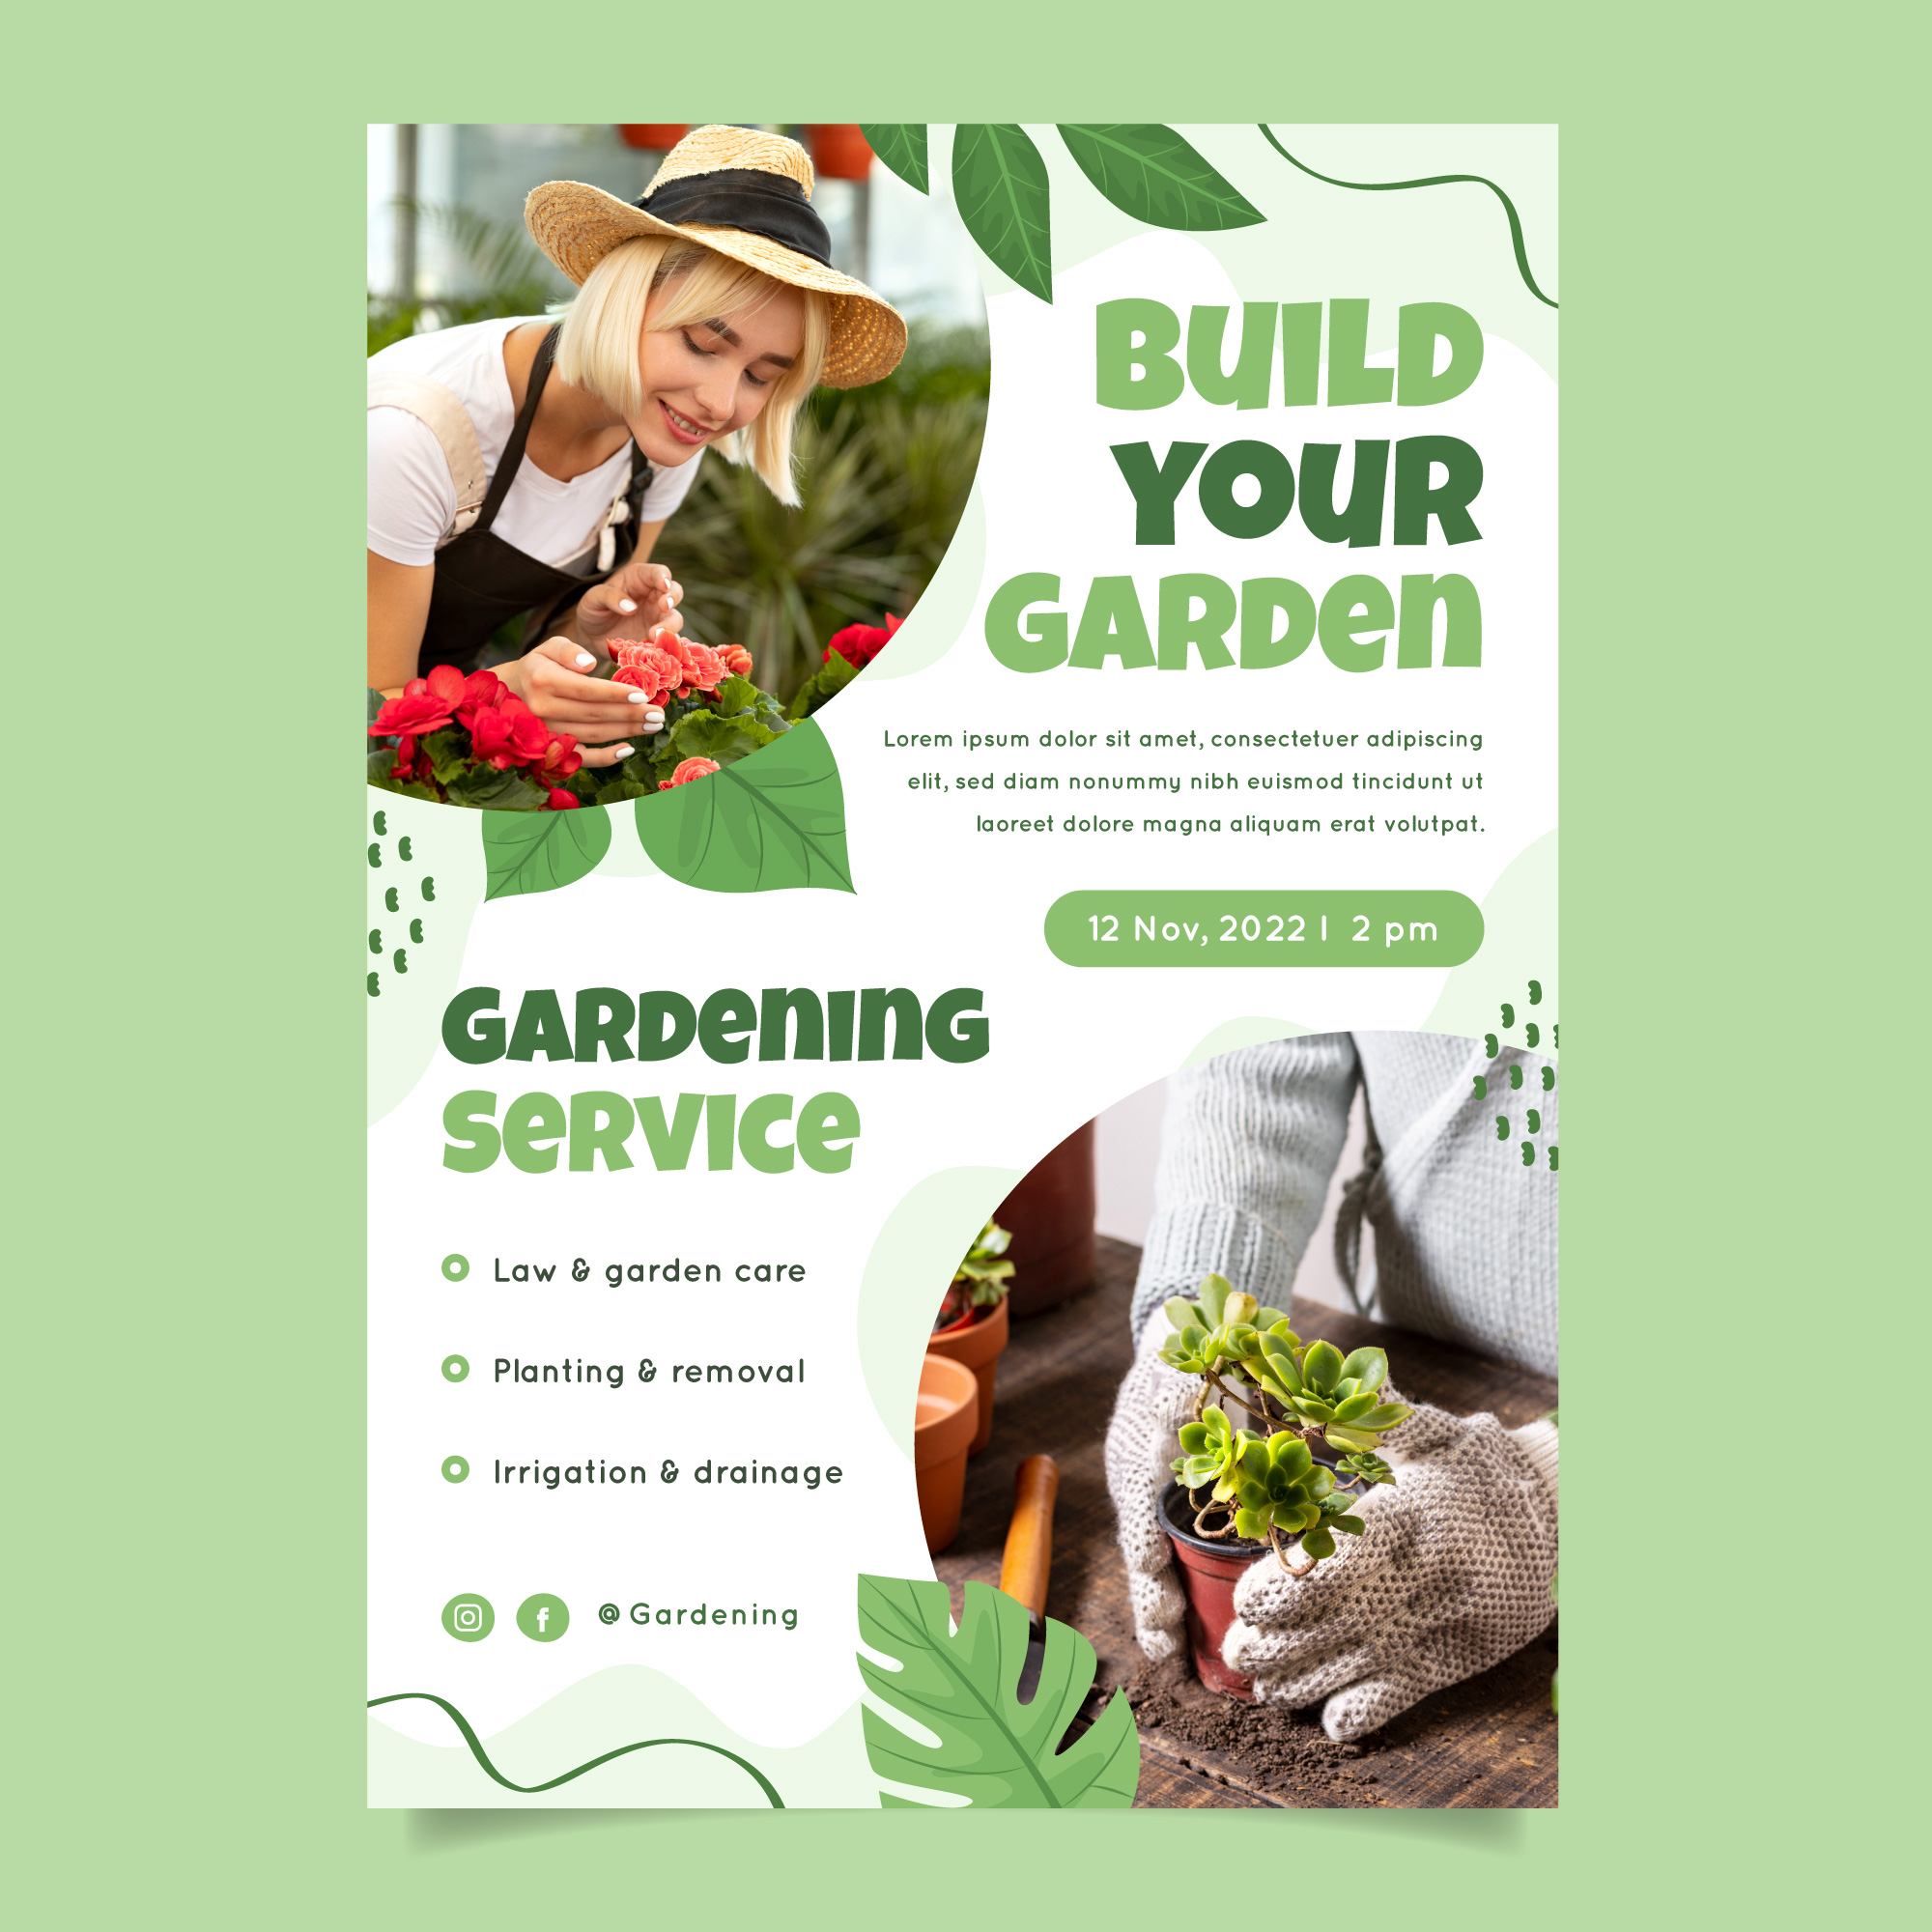 BUILD
YOUR
GARDEN
Lorem ipsum dolor sit amet, consectetuer adipiscing
elit, sed diam nonummy nibh euismod tincidunt ut
laoreet dolore magna aliquam erat volutpat.
12 Nov, 2022 | 2 pm
GARDENING
SERVICE
Law & garden care
Planting & removal
Irrigation & drainage
@Gardening